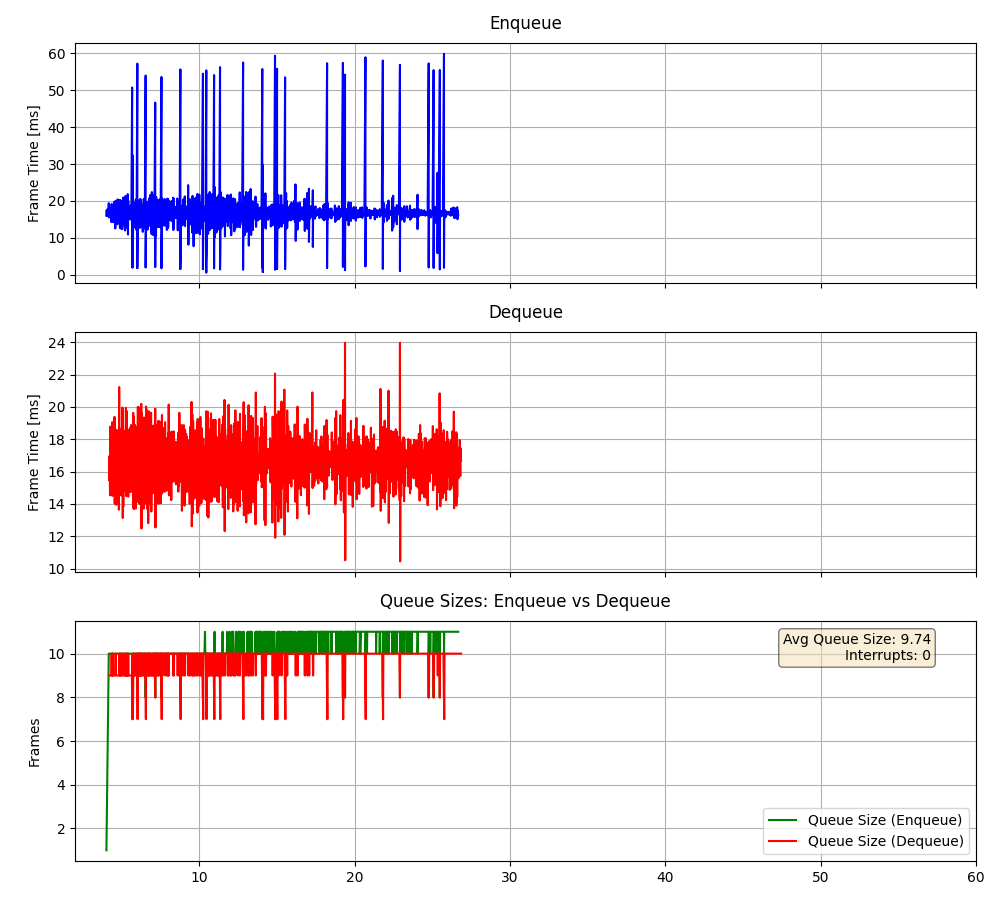 Enqueue
Frame Time [ms]
60
50
40
30
20
10
0
Dequeue
Frame Time [ms]
24
22
20
18
16
14
12
10
Queue Sizes: Enqueue vs Dequeue
Frames
10
8
6
4
2
Avg Queue Size: 9.74
Interrupts: 0
Queue Size (Enqueue)
Queue Size (Dequeue)
10 20 30 40 50 60